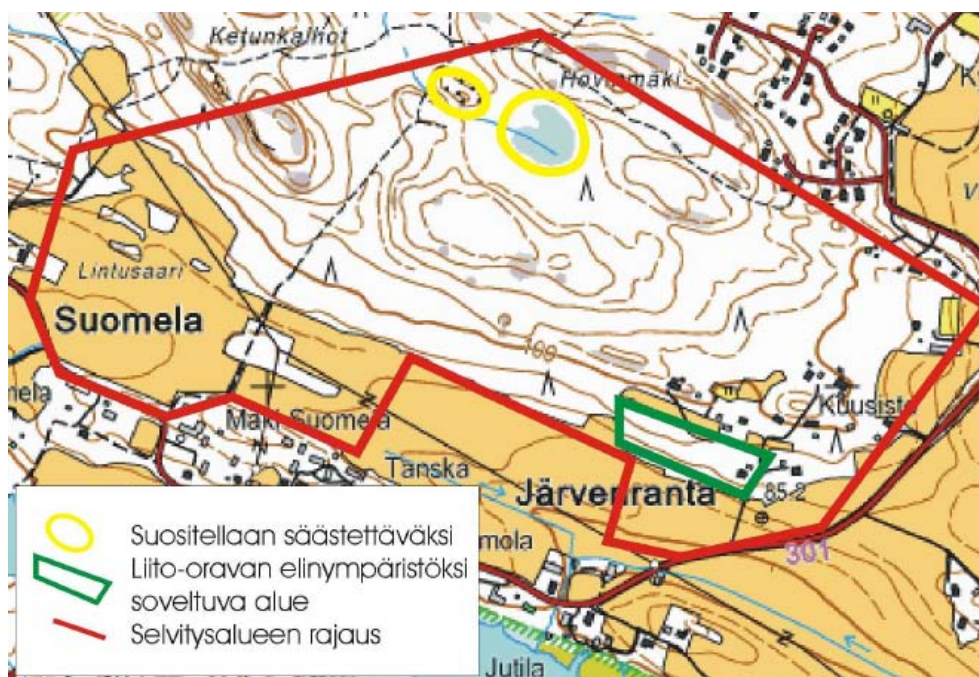 Ketunkalliot
Hovinmäki
Lintusaari
Suomela
100
Mäki-Suomela
Kuusisto
Tanska
Järvenranta
85.2
301
Jutila
Suositellaan säästettäväksi
Liito-oravan elinympäristöksi
soveltuva alue
Selvitysalueen rajaus